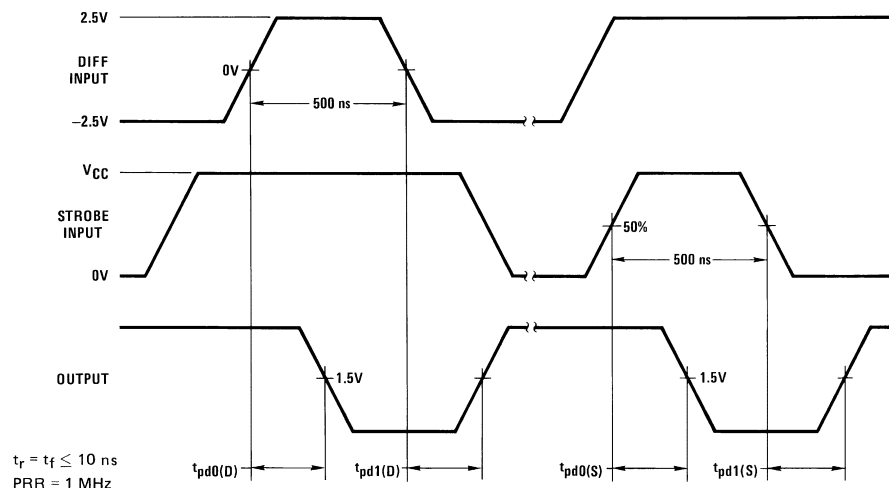 2.5V
DIFF
INPUT
0V
500 ns
–2.5V
VCC
STROBE
INPUT
50%
500 ns
0V
OUTPUT
1.5V
1.5V
tpd0(D)
tpd1(D)
tpd0(S)
tpd1(S)
tr = tf ≤ 10 ns
PRR = 1 MHz